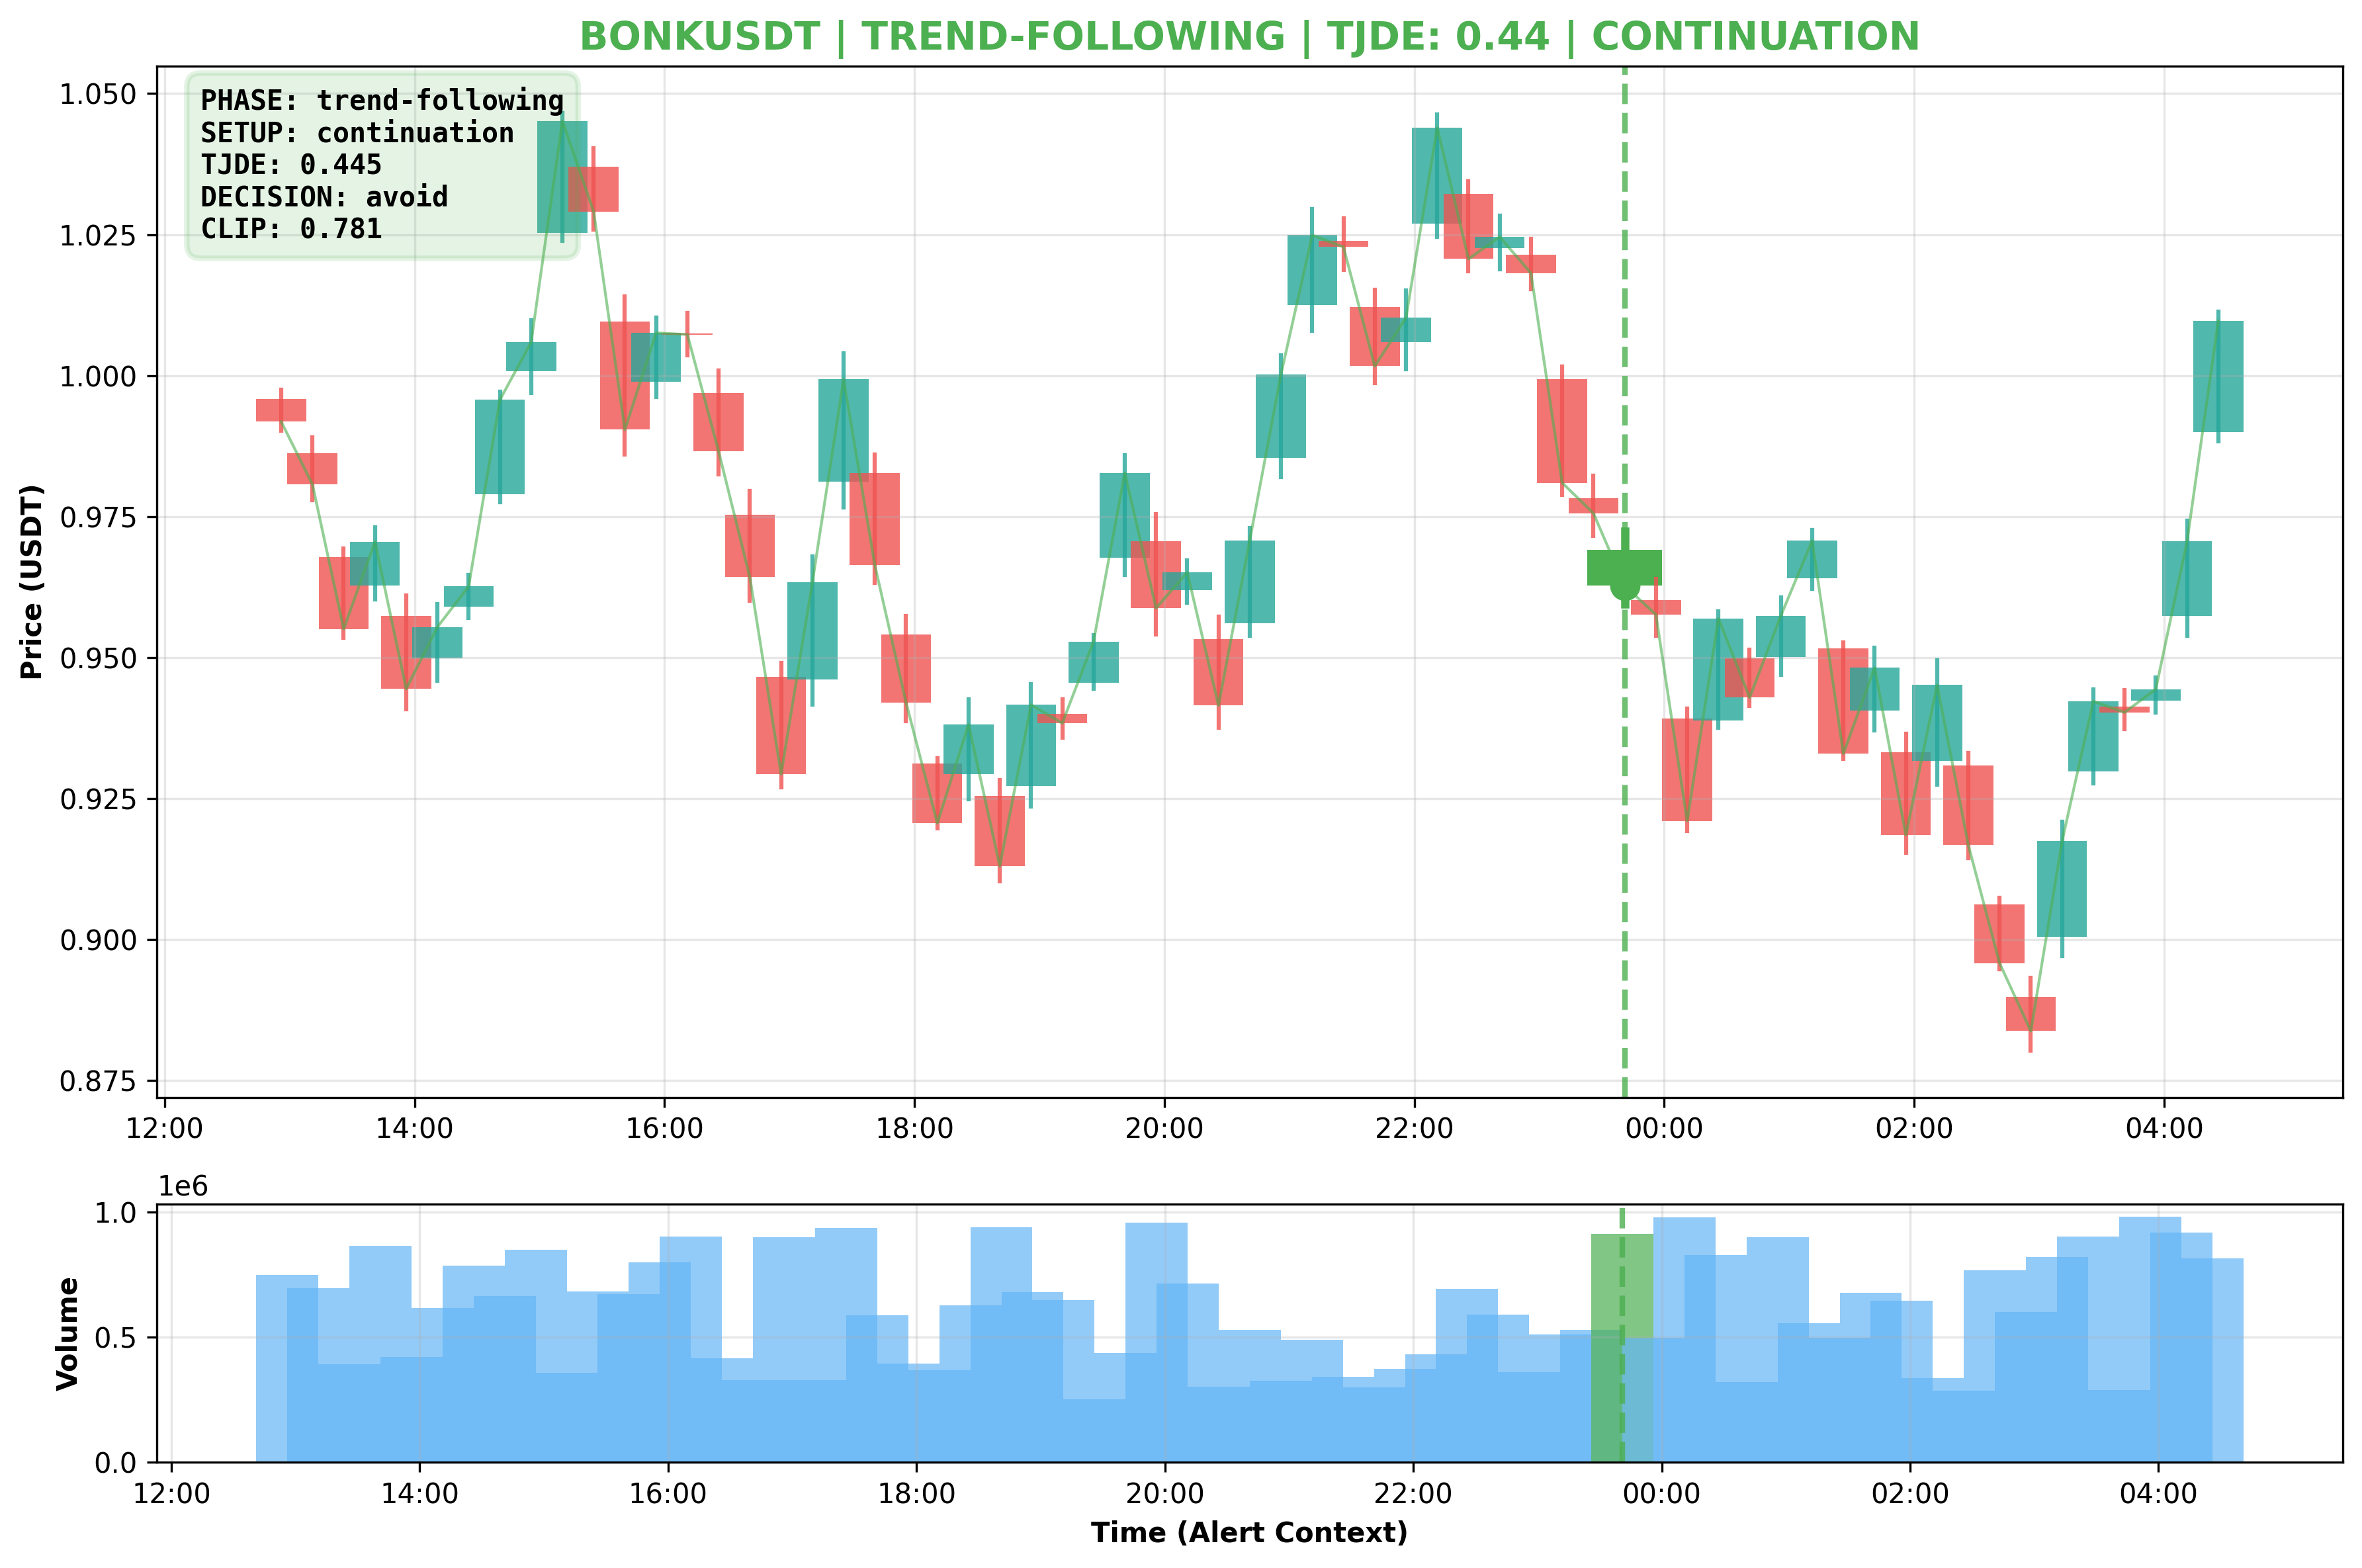 BONKUSDT | TREND-FOLLOWING | TJDE: 0.44 | CONTINUATION
PHASE: trend-following
SETUP: continuation
TJDE: 0.445
DECISION: avoid
CLIP: 0.781
Price (USDT)
1.050
1.025
1.000
0.975
0.950
0.925
0.900
0.875
12:00 14:00 16:00 18:00 20:00 22:00 00:00 02:00 04:00
1e6
Volume
1.0
0.5
0.0
12:00 14:00 16:00 18:00 20:00 22:00 00:00 02:00 04:00
Time (Alert Context)